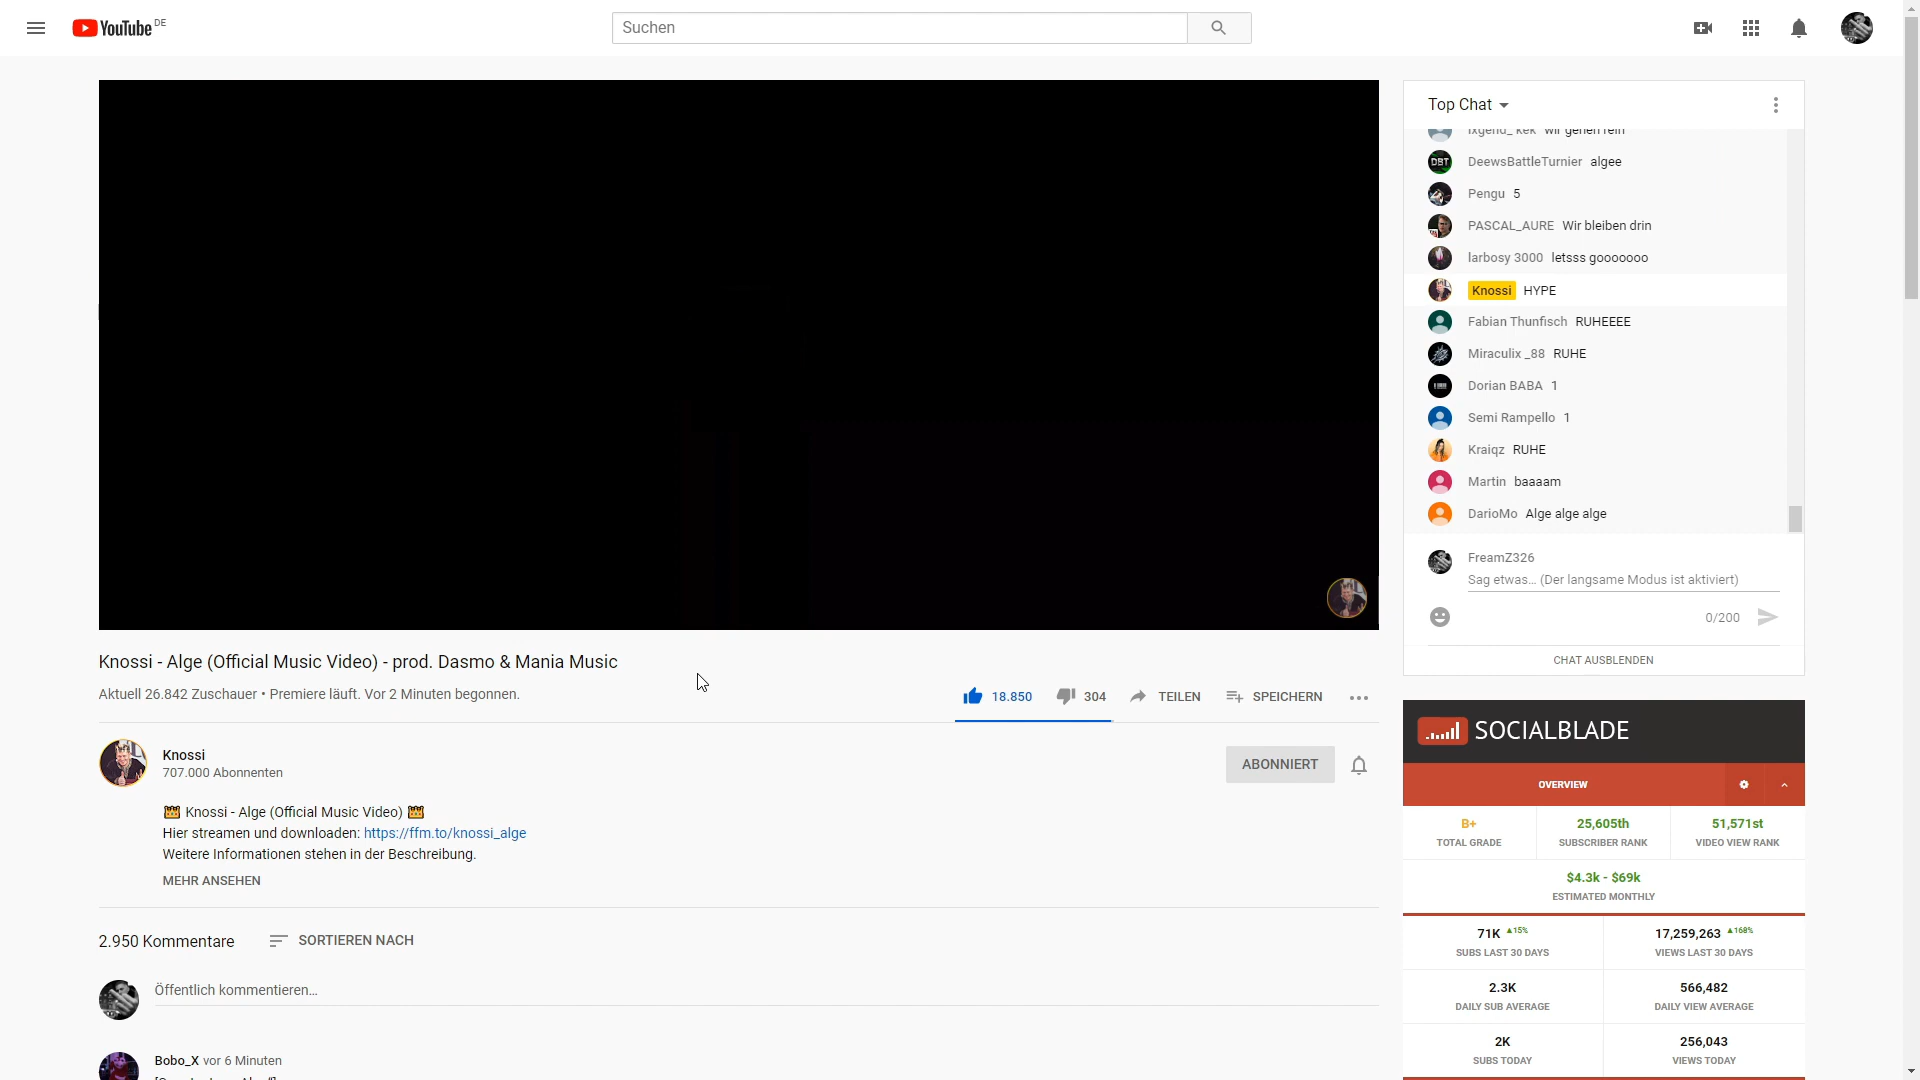 YouTube DE
Suchen
Top Chat
lxgend_ kek wir gehen rein
DeewsBattleTurnier algee
Pengu 5
PASCAL_AURE Wir bleiben drin
larbosy 3000 letsss gooooooo
Knossi HYPE
Fabian Thunfisch RUHEEEE
Miraculix _88 RUHE
Dorian BABA 1
Semi Rampello 1
Kraiqz RUHE
Martin baaaam
DarioMo Alge alge alge
FreamZ326
Sag etwas... (Der langsame Modus ist aktiviert)
0/200
CHAT AUSBLENDEN
Knossi - Alge (Official Music Video) - prod. Dasmo & Mania Music
Aktuell 26.842 Zuschauer • Premiere läuft. Vor 2 Minuten begonnen.
18.850 304 TEILEN SPEICHERN
Knossi
707.000 Abonnenten
ABONNIERT
Knossi - Alge (Official Music Video)
Hier streamen und downloaden: https://ffm.to/knossi_alge
Weitere Informationen stehen in der Beschreibung.
MEHR ANSEHEN
2.950 Kommentare SORTIEREN NACH
Öffentlich kommentieren...
Bobo_X vor 6 Minuten
SOCIALBLADE
OVERVIEW
B+ 25,605th 51,571st
TOTAL GRADE SUBSCRIBER RANK VIDEO VIEW RANK
$4.3k - $69k
ESTIMATED MONTHLY
71K ▲15% 17,259,263 ▲168%
SUBS LAST 30 DAYS VIEWS LAST 30 DAYS
2.3K 566,482
DAILY SUB AVERAGE DAILY VIEW AVERAGE
2K 256,043
SUBS TODAY VIEWS TODAY